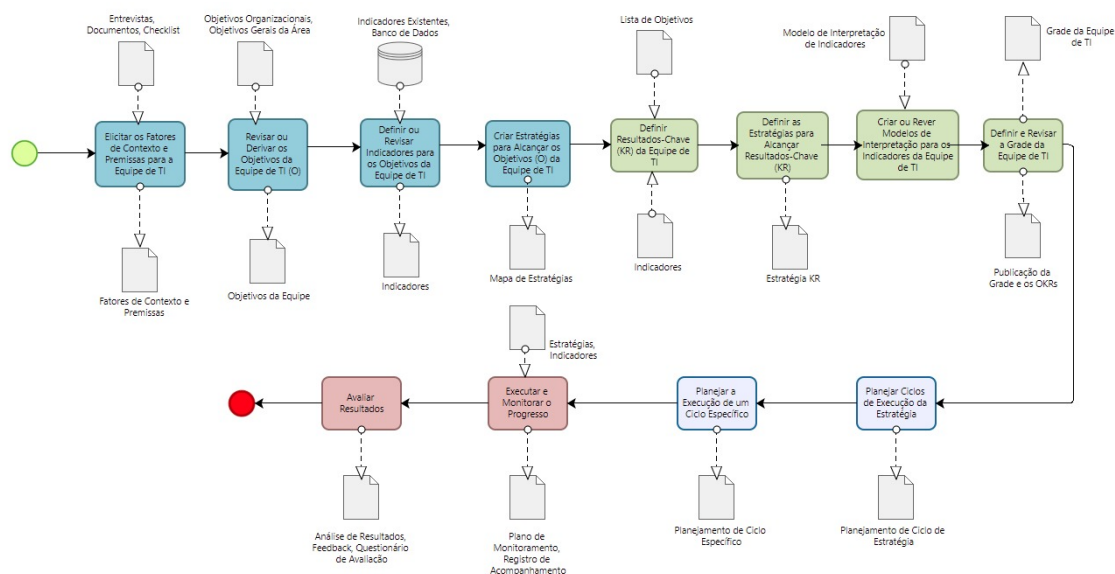 Entrevistas,
Documentos, Checklist
Objetivos Organizacionais,
Objetivos Gerais da Área
Indicadores Existentes,
Banco de Dados
Lista de Objetivos
Modelo de Interpretação
de Indicadores
Grade da Equipe
de TI
Elicitar os Fatores
de Contexto e
Premissas para a
Equipe de TI
Revisar ou
Derivar os
Objetivos da
Equipe de TI (O)
Definir ou
Revisar
Indicadores para
os Objetivos da
Equipe de TI
Criar Estratégias
para Alcançar os
Objetivos (O) da
Equipe de TI
Definir
Resultados-Chave
(KR) da Equipe de
TI
Definir as
Estratégias para
Alcançar
Resultados-Chave
(KR)
Criar ou Rever
Modelos de
Interpretação para os
Indicadores da Equipe
de TI
Definir e Revisar
a Grade da
Equipe de TI
Fatores de Contexto e
Premissas
Objetivos da Equipe
Indicadores
Mapa de Estratégias
Indicadores
Estratégia KR
Publicação da
Grade e os OKRs
Estratégias,
Indicadores
Avaliar
Resultados
Executar e
Monitorar o
Progresso
Planejar a
Execução de um
Ciclo Específico
Planejar Ciclos
de Execução da
Estratégia
Análise de Resultados,
Feedback, Questionário
de Avaliação
Plano de
Monitoramento,
Registro de
Acompanhamento
Planejamento de Ciclo
Específico
Planejamento de Ciclo de
Estratégia